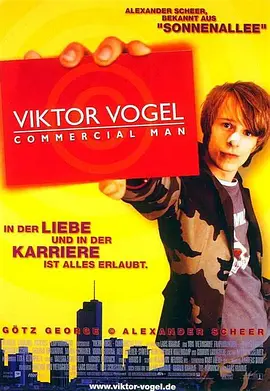 ALEXANDER SCHEER,
BEKANNT AUS
"SONNENALLEE"
VIKTOR VOGEL
COMMERCIAL MAN
IN DER LIEBE
UND IN DER
KARRIERE
IST ALLES ERLAUBT.
GÖTZ GEORGE ALEXANDER SCHEER
www.viktor-vogel.de